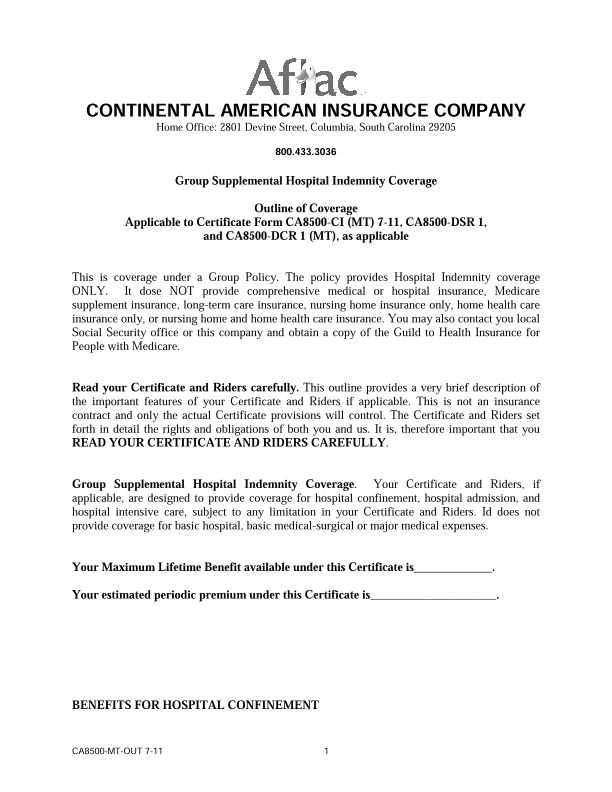 Aflac
CONTINENTAL AMERICAN INSURANCE COMPANY
Home Office: 2801 Devine Street, Columbia, South Carolina 29205
800.433.3036
Group Supplemental Hospital Indemnity Coverage
Outline of Coverage
Applicable to Certificate Form CA8500-CI (MT) 7-11, CA8500-DSR 1,
and CA8500-DCR 1 (MT), as applicable
This is coverage under a Group Policy. The policy provides Hospital Indemnity coverage
ONLY. It dose NOT provide comprehensive medical or hospital insurance, Medicare
supplement insurance, long-term care insurance, nursing home insurance only, home health care
insurance only, or nursing home and home health care insurance. You may also contact you local
Social Security office or this company and obtain a copy of the Guild to Health Insurance for
People with Medicare.
Read your Certificate and Riders carefully. This outline provides a very brief description of
the important features of your Certificate and Riders if applicable. This is not an insurance
contract and only the actual Certificate provisions will control. The Certificate and Riders set
forth in detail the rights and obligations of both you and us. It is, therefore important that you
READ YOUR CERTIFICATE AND RIDERS CAREFULLY.
Group Supplemental Hospital Indemnity Coverage. Your Certificate and Riders, if
applicable, are designed to provide coverage for hospital confinement, hospital admission, and
hospital intensive care, subject to any limitation in your Certificate and Riders. Id does not
provide coverage for basic hospital, basic medical-surgical or major medical expenses.
Your Maximum Lifetime Benefit available under this Certificate is_____________.
Your estimated periodic premium under this Certificate is_____________________.
BENEFITS FOR HOSPITAL CONFINEMENT
CA8500-MT-OUT 7-11 1